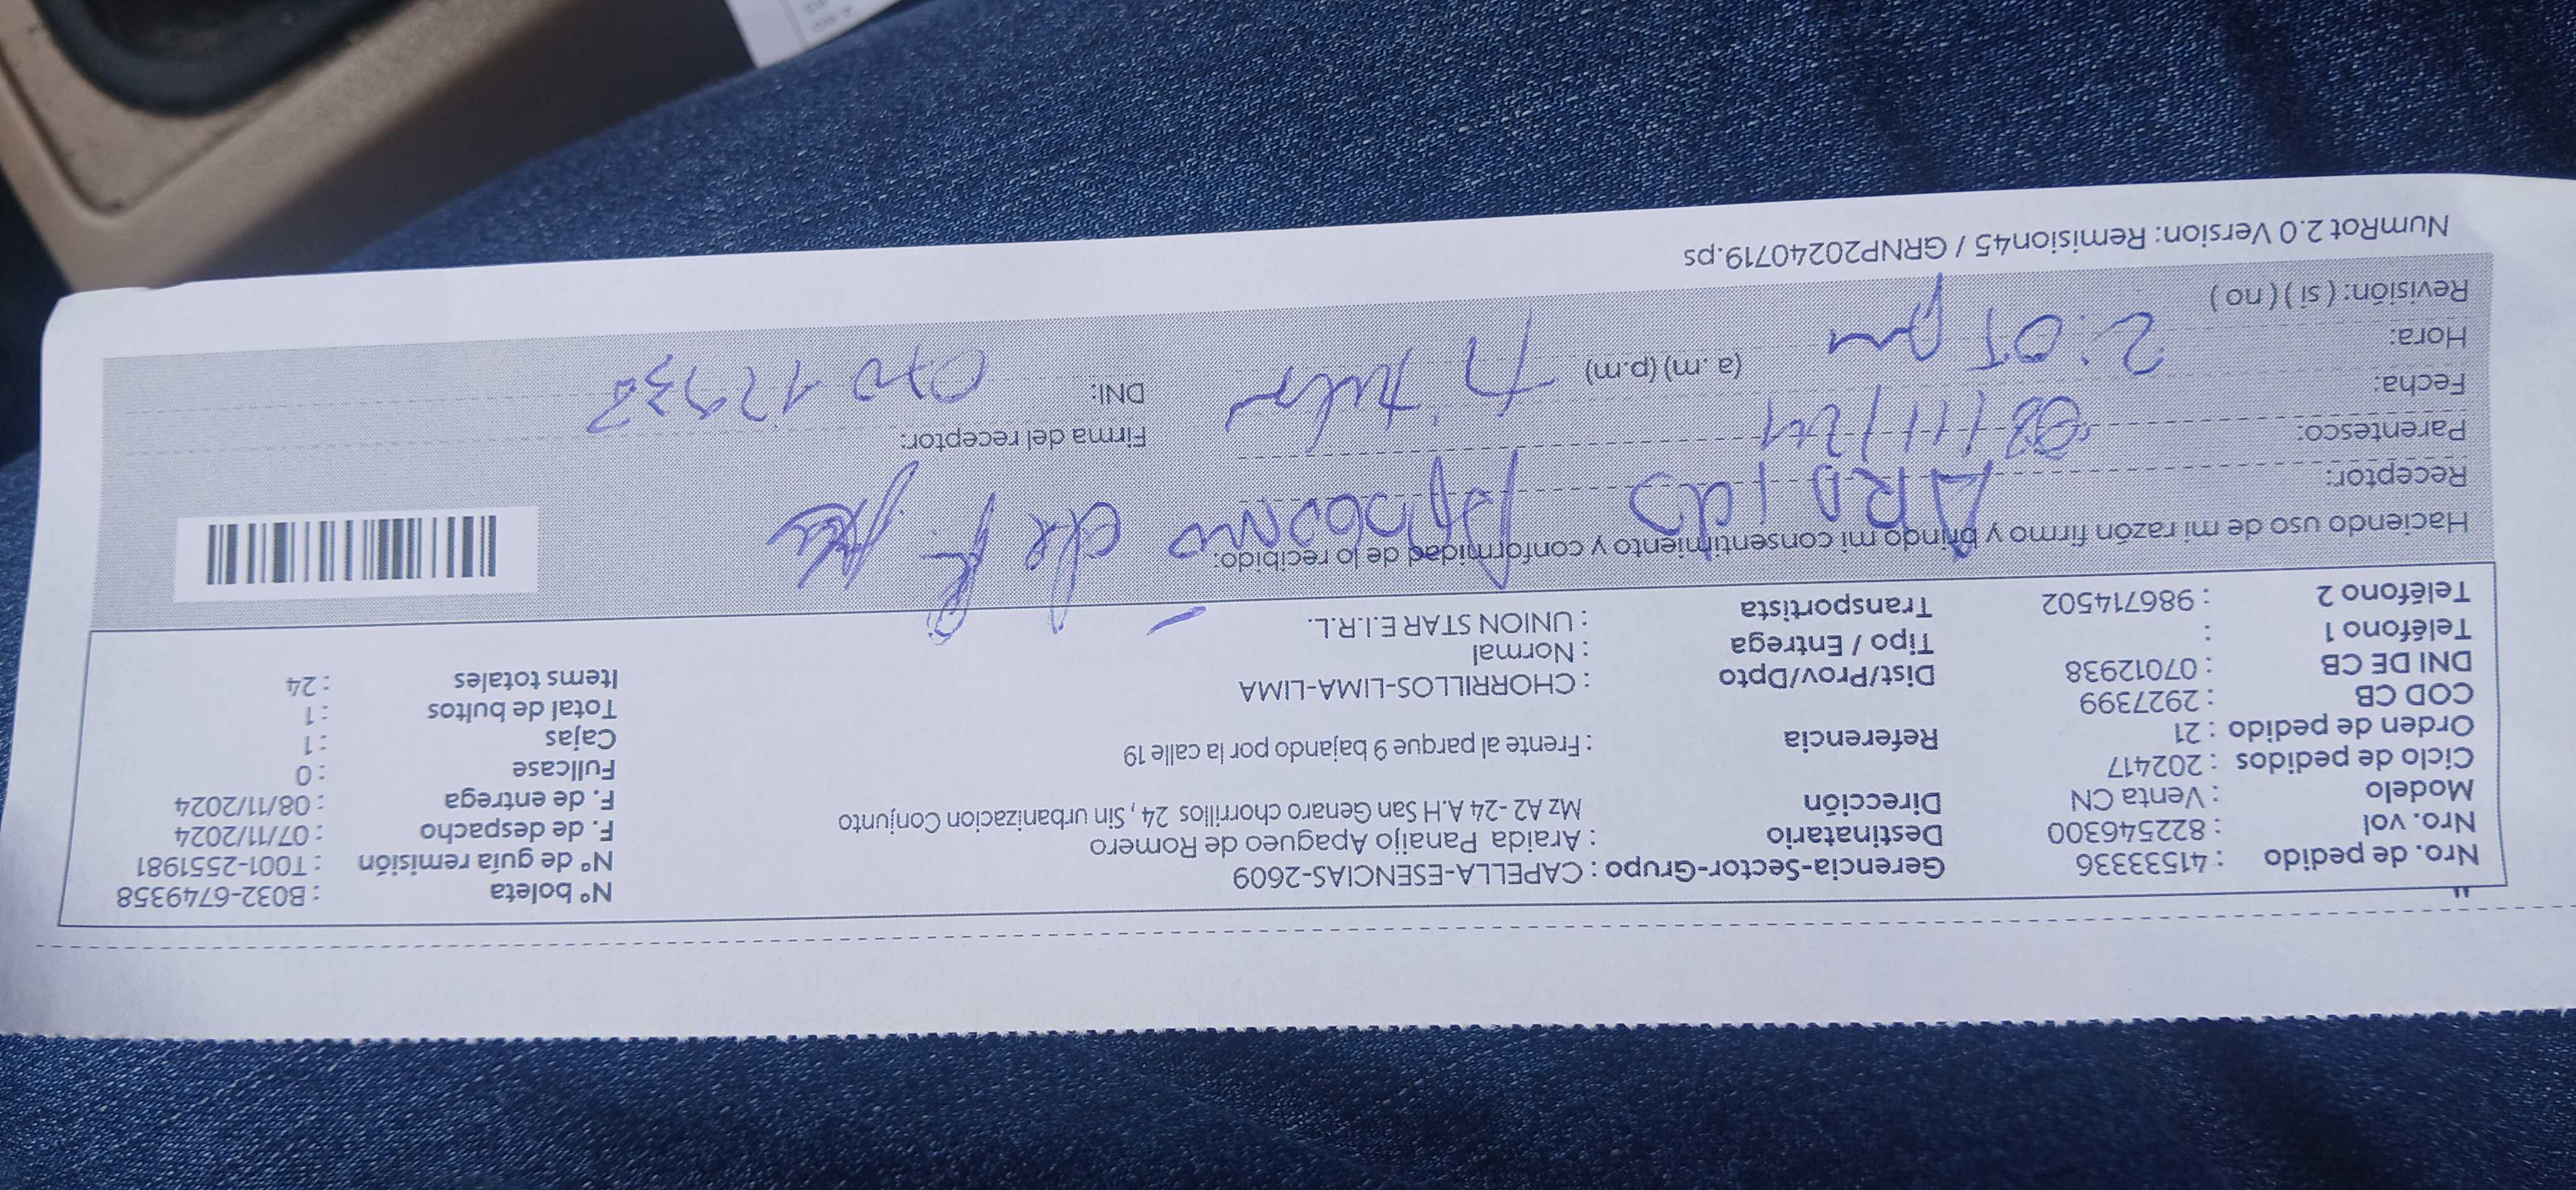 Nro. de pedido : 41533336 Gerencia-Sector-Grupo : CAPELLA-ESENCIAS-2609 N° boleta : B032-6749358
Nro. vol : 822546300 Destinatario : Araida Panaijo Apagueo de Romero N° de guía remisión : T001-2551981
Modelo : Venta CN Dirección Mz A2 -24 A.H San Genaro chorrillos 24 , Sin urbanizacion Conjunto F. de despacho : 07/11/2024
Ciclo de pedidos : 202417 F. de entrega : 08/11/2024
Orden de pedido : 21 Referencia : Frente al parque 9 bajando por la calle 19 Fullcase : 0
COD CB : 2927399 Cajas : 1
DNI DE CB : 07012938 Dist/Prov/Dpto : CHORRILLOS-LIMA-LIMA Total de bultos : 1
Teléfono 1 : Tipo / Entrega : Normal Items totales : 24
Teléfono 2 : 986714502 Transportista : UNION STAR E.I.R.L.
Haciendo uso de mi razón firmo y brindo mi consentimiento y conformidad de lo recibido:
Receptor:
Parentesco: Firma del receptor:
Fecha: 08/11/24 DNI:
Hora: 2:05 pm (a .m) (p.m)
Revisión: ( sí ) ( no )
NumRot 2.0 Version: Remision45 / GRNP20240719.ps